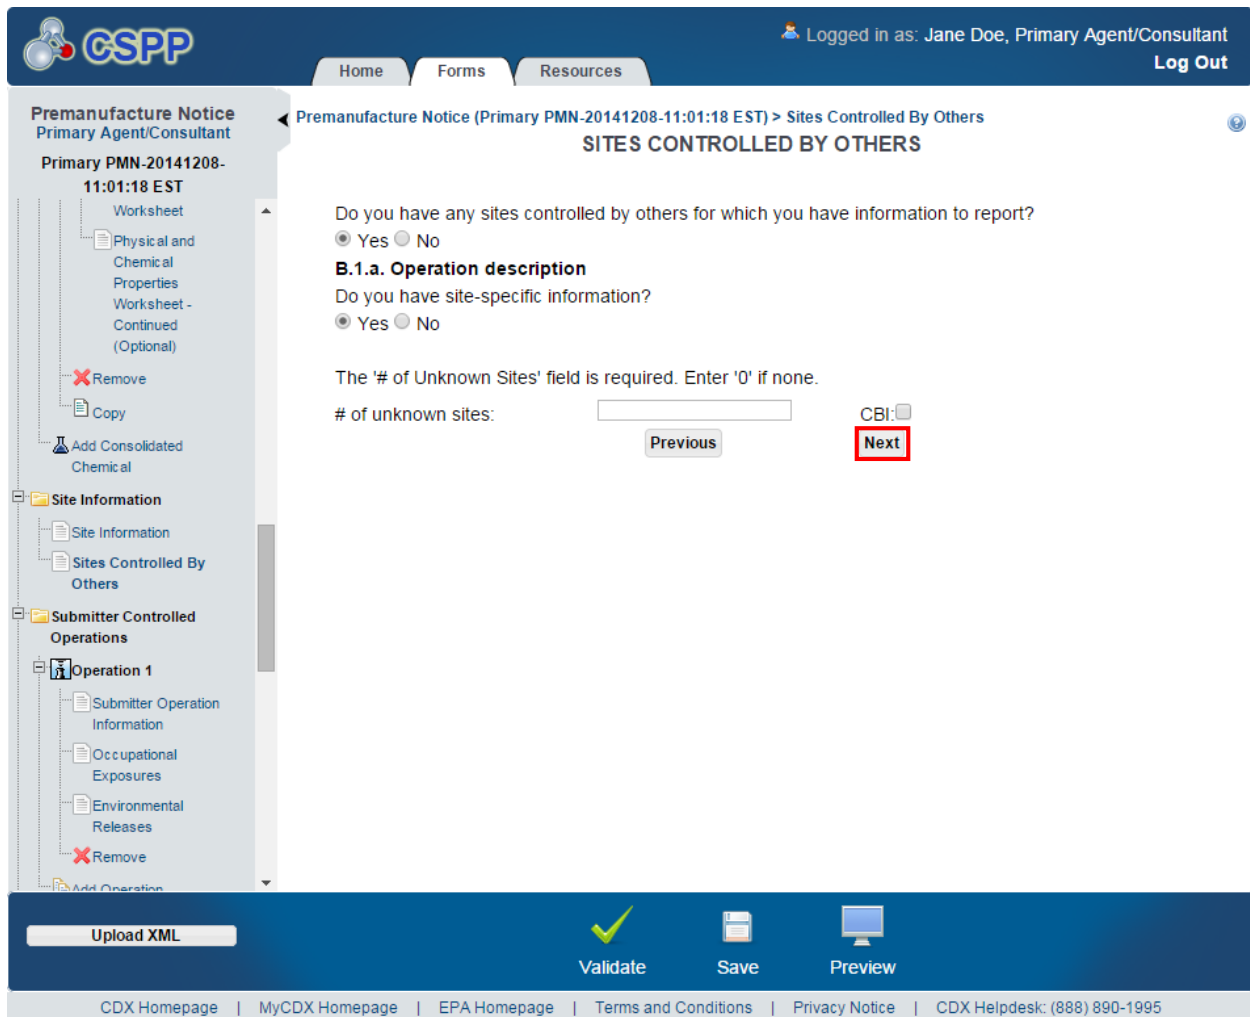 CSPP
Logged in as: Jane Doe, Primary Agent/Consultant
Log Out
Home Forms Resources
Premanufacture Notice
Primary Agent/Consultant
Primary PMN-20141208-
11:01:18 EST
Worksheet
Physical and
Chemical
Properties
Worksheet -
Continued
(Optional)
Remove
Copy
Add Consolidated
Chemical
Site Information
Site Information
Sites Controlled By
Others
Submitter Controlled
Operations
Operation 1
Submitter Operation
Information
Occupational
Exposures
Environmental
Releases
Remove
Add Operation
Premanufacture Notice (Primary PMN-20141208-11:01:18 EST) > Sites Controlled By Others
SITES CONTROLLED BY OTHERS
Do you have any sites controlled by others for which you have information to report?
Yes No
B.1.a. Operation description
Do you have site-specific information?
Yes No
The '# of Unknown Sites' field is required. Enter '0' if none.
# of unknown sites: CBI:
Previous Next
Upload XML
Validate Save Preview
CDX Homepage | MyCDX Homepage | EPA Homepage | Terms and Conditions | Privacy Notice | CDX Helpdesk: (888) 890-1995